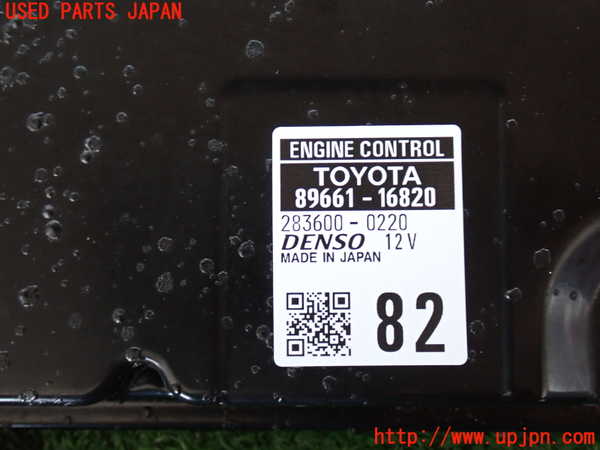 USED PARTS JAPAN
ENGINE CONTROL
TOYOTA
89661-16820
283600-0220
DENSO 12V
MADE IN JAPAN
82
http://www.upjpn.com/